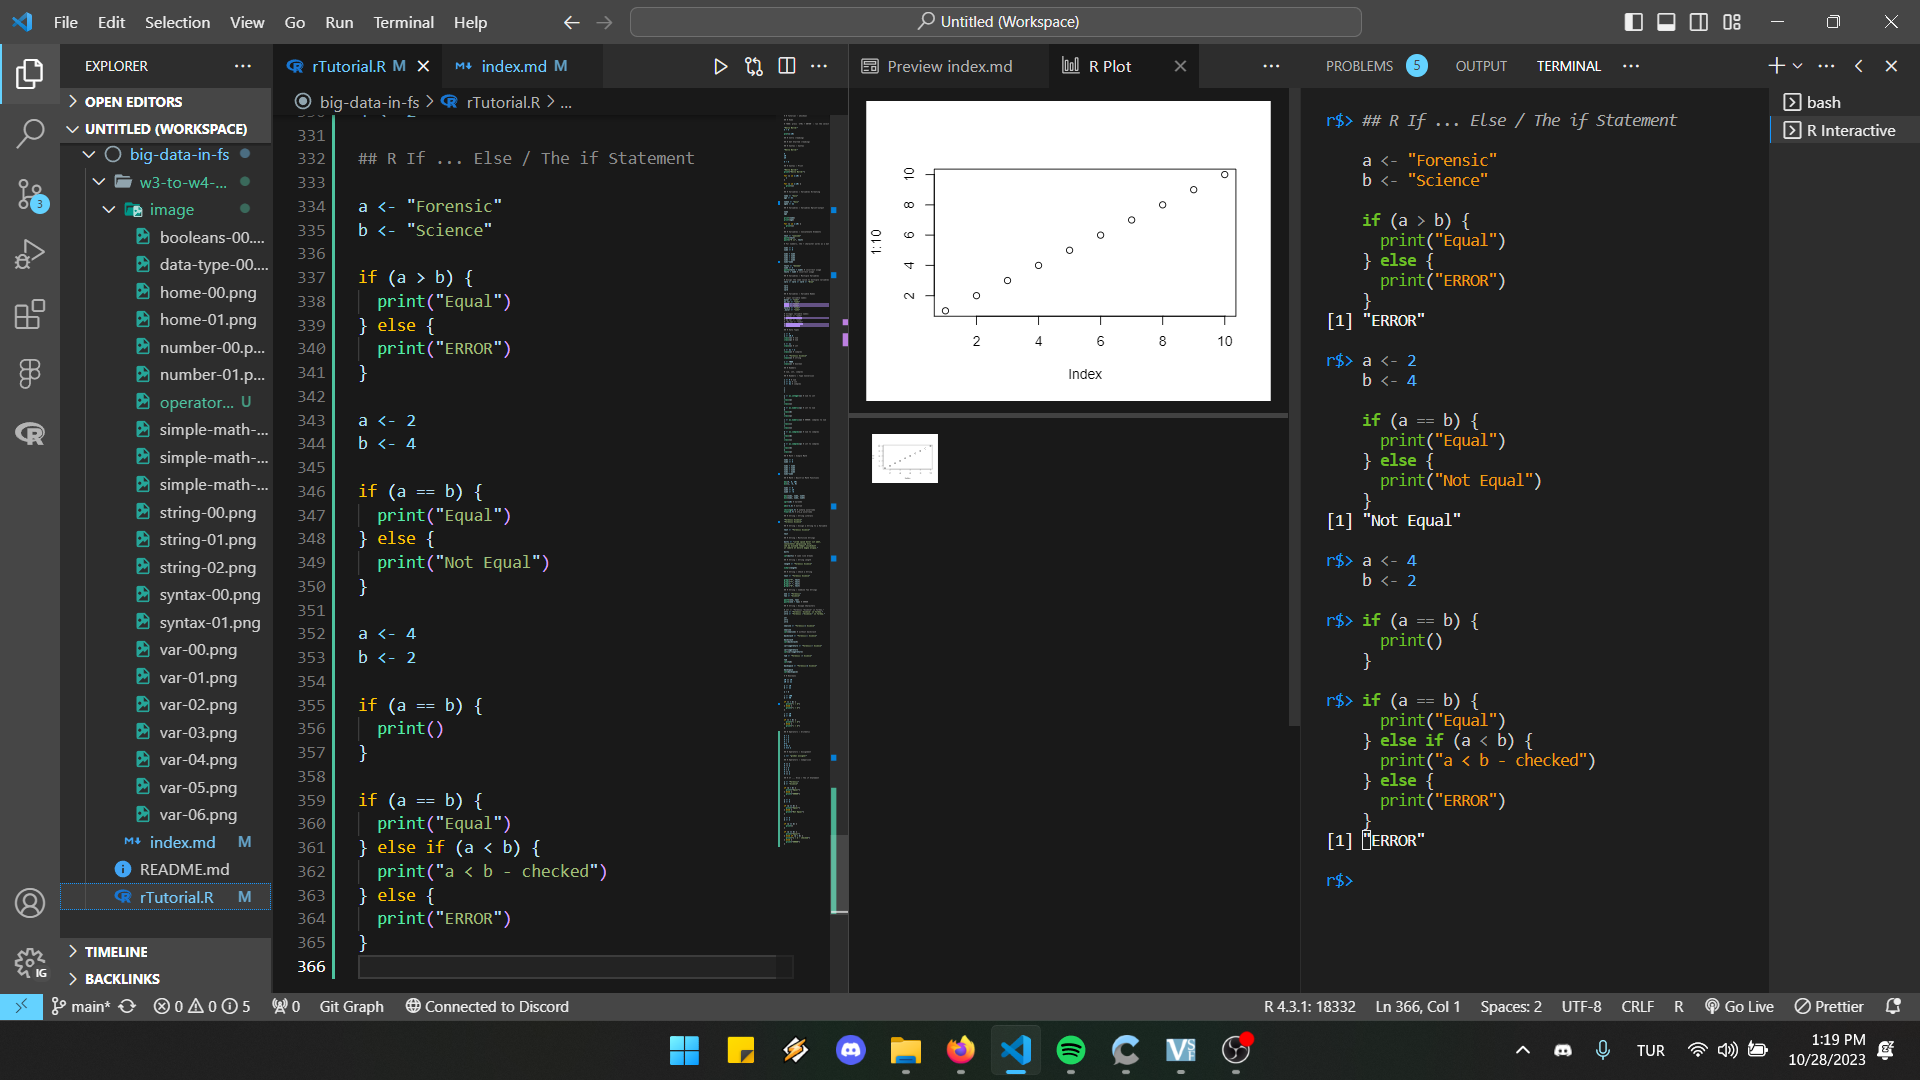 File Edit Selection View Go Run Terminal Help
Untitled (Workspace)
EXPLORER
OPEN EDITORS
UNTITLED (WORKSPACE)
big-data-in-fs
w3-to-w4-...
image
booleans-00....
data-type-00....
home-00.png
home-01.png
number-00.p...
number-01.p...
operator... U
simple-math-...
simple-math-...
simple-math-...
string-00.png
string-01.png
string-02.png
syntax-00.png
syntax-01.png
var-00.png
var-01.png
var-02.png
var-03.png
var-04.png
var-05.png
var-06.png
index.md M
README.md
rTutorial.R M
TIMELINE
BACKLINKS
3
IG
rTutorial.R M
index.md M
big-data-in-fs > rTutorial.R > ...
331
332 ## R If ... Else / The if Statement
333
334 a <- "Forensic"
335 b <- "Science"
336
337 if (a > b) {
338 print("Equal")
339 } else {
340 print("ERROR")
341 }
342
343 a <- 2
344 b <- 4
345
346 if (a == b) {
347 print("Equal")
348 } else {
349 print("Not Equal")
350 }
351
352 a <- 4
353 b <- 2
354
355 if (a == b) {
356 print()
357 }
358
359 if (a == b) {
360 print("Equal")
361 } else if (a < b) {
362 print("a < b - checked")
363 } else {
364 print("ERROR")
365 }
366
Preview index.md
R Plot
1:10
2 4 6 8 10
2 4 6 8 10
Index
PROBLEMS 5 OUTPUT TERMINAL
bash
R Interactive
r$> ## R If ... Else / The if Statement
a <- "Forensic"
b <- "Science"
if (a > b) {
print("Equal")
} else {
print("ERROR")
}
[1] "ERROR"
r$> a <- 2
b <- 4
if (a == b) {
print("Equal")
} else {
print("Not Equal")
}
[1] "Not Equal"
r$> a <- 4
b <- 2
r$> if (a == b) {
print()
}
r$> if (a == b) {
print("Equal")
} else if (a < b) {
print("a < b - checked")
} else {
print("ERROR")
}
[1] "ERROR"
r$>
main* 0 0 5 0 Git Graph Connected to Discord
R 4.3.1: 18332 Ln 366, Col 1 Spaces: 2 UTF-8 CRLF R Go Live Prettier
TUR
1:19 PM
10/28/2023